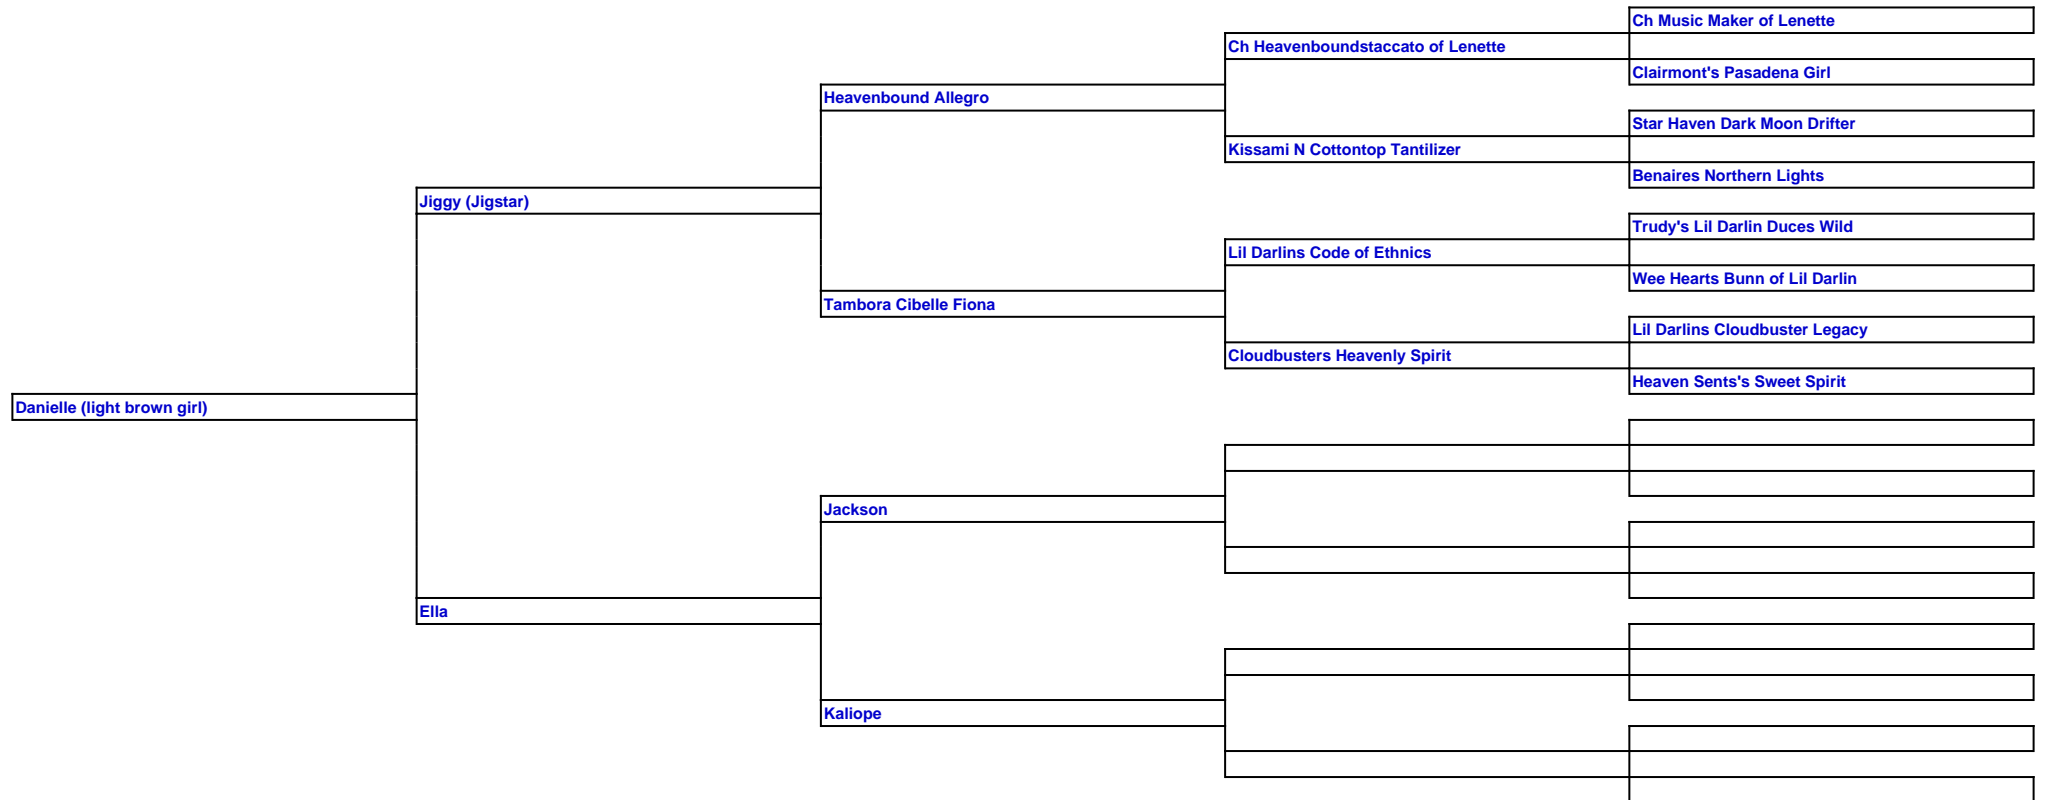 Ch Music Maker of Lenette
Ch Heavenboundstaccato of Lenette
Clairmont's Pasadena Girl
Heavenbound Allegro
Star Haven Dark Moon Drifter
Kissami N Cottontop Tantilizer
Benaires Northern Lights
Jiggy (Jigstar)
Trudy's Lil Darlin Duces Wild
Lil Darlins Code of Ethnics
Wee Hearts Bunn of Lil Darlin
Tambora Cibelle Fiona
Lil Darlins Cloudbuster Legacy
Cloudbusters Heavenly Spirit
Heaven Sents's Sweet Spirit
Danielle (light brown girl)
Jackson
Ella
Kaliope